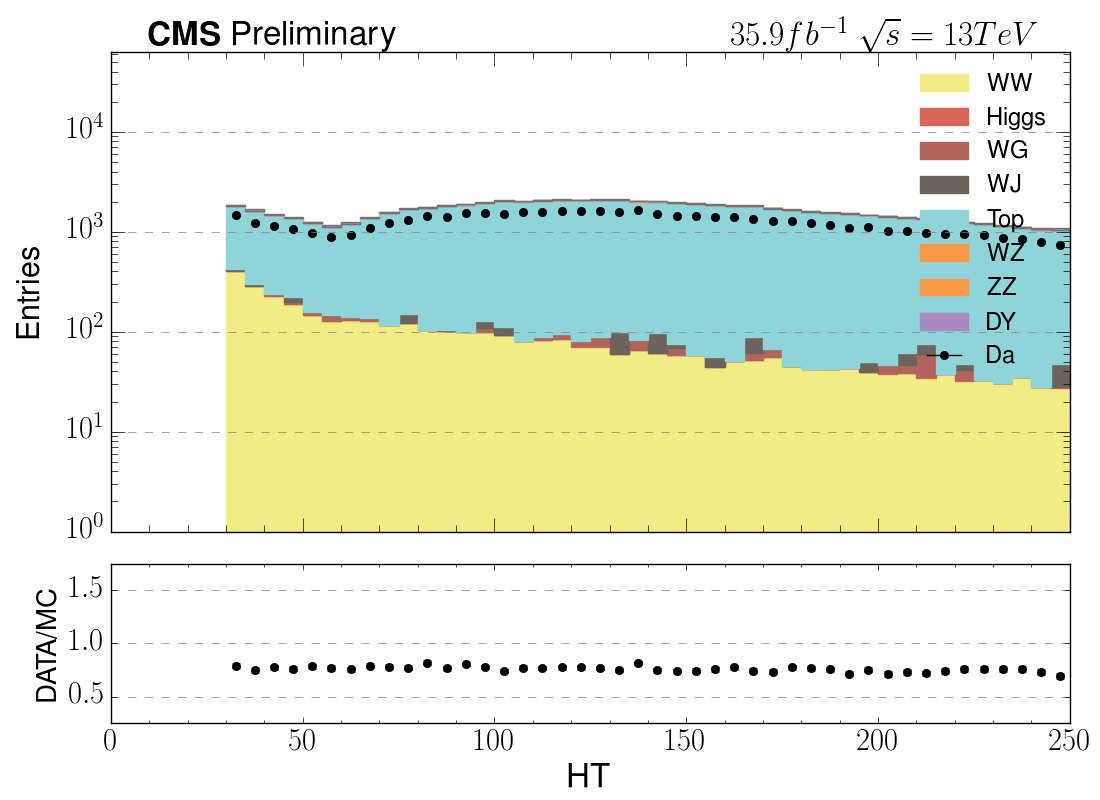 CMS Preliminary 35.9fb⁻¹ √s = 13TeV
WW
Higgs
WG
WJ
Top
WZ
ZZ
DY
Da
Entries
10⁴
10³
10²
10¹
10⁰
DATA/MC
1.5
1.0
0.5
0 50 100 150 200 250
HT